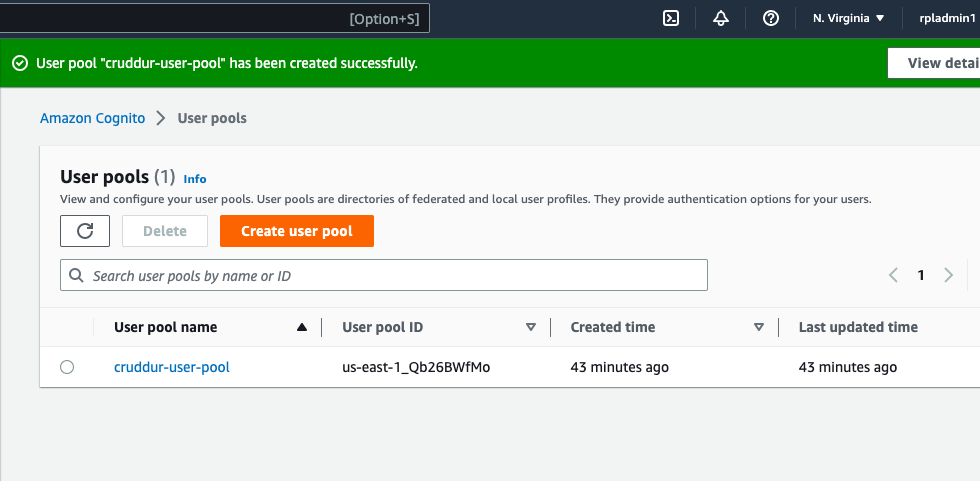 [Option+S]
N. Virginia ▼
rpladmin1
User pool "cruddur-user-pool" has been created successfully.
View detai
Amazon Cognito > User pools
User pools (1) Info
View and configure your user pools. User pools are directories of federated and local user profiles. They provide authentication options for your users.
Delete
Create user pool
Search user pools by name or ID
1
User pool name
User pool ID
Created time
Last updated time
cruddur-user-pool
us-east-1_Qb26BWfMo
43 minutes ago
43 minutes ago